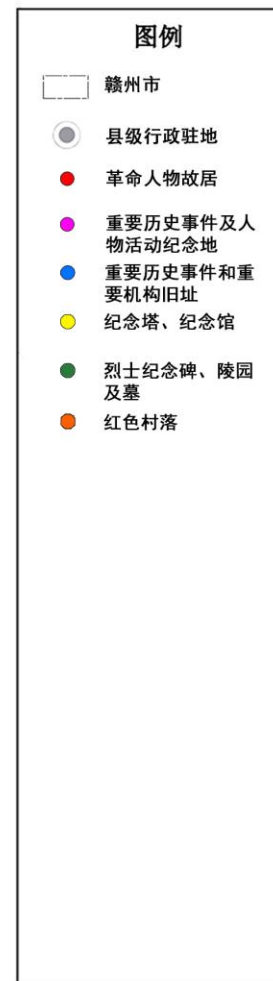 图例
赣州市
县级行政驻地
革命人物故居
重要历史事件及人
物活动纪念地
重要历史事件和重
要机构旧址
纪念塔、纪念馆
烈士纪念碑、陵园
及墓
红色村落